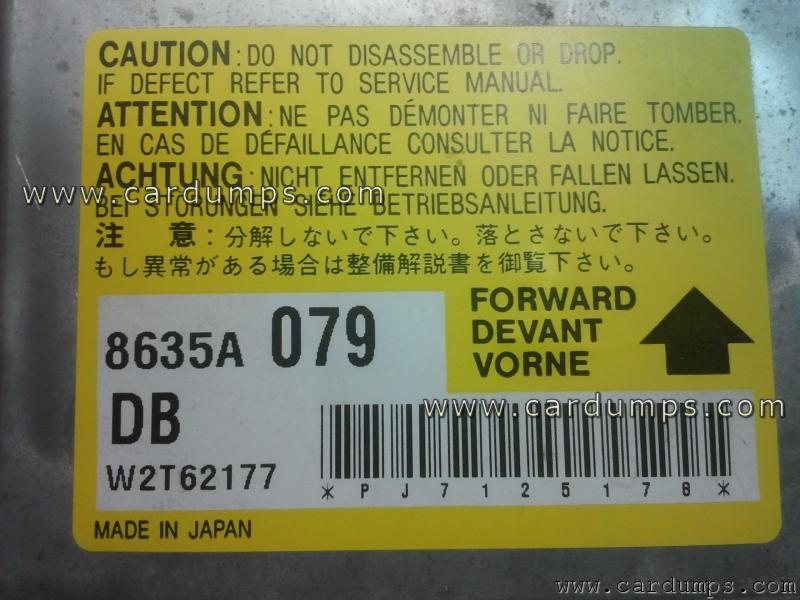 CAUTION: DO NOT DISASSEMBLE OR DROP.
IF DEFECT REFER TO SERVICE MANUAL.
ATTENTION: NE PAS DÉMONTER NI FAIRE TOMBER.
EN CAS DE DÉFAILLANCE CONSULTER LA NOTICE.
ACHTUNG: NICHT ENTFERNEN ODER FALLEN LASSEN.
www.cardumps.com
BEI STÖRUNGEN SIEHE BETRIEBSANLEITUNG.
注 意：分解しないで下さい。落とさないで下さい。
もし異常がある場合は整備解説書を御覧下さい。
8635A 079
FORWARD
DEVANT
VORNE
DB
www.cardumps.com
W2T62177
*PJ7125178*
MADE IN JAPAN
www.cardumps.com